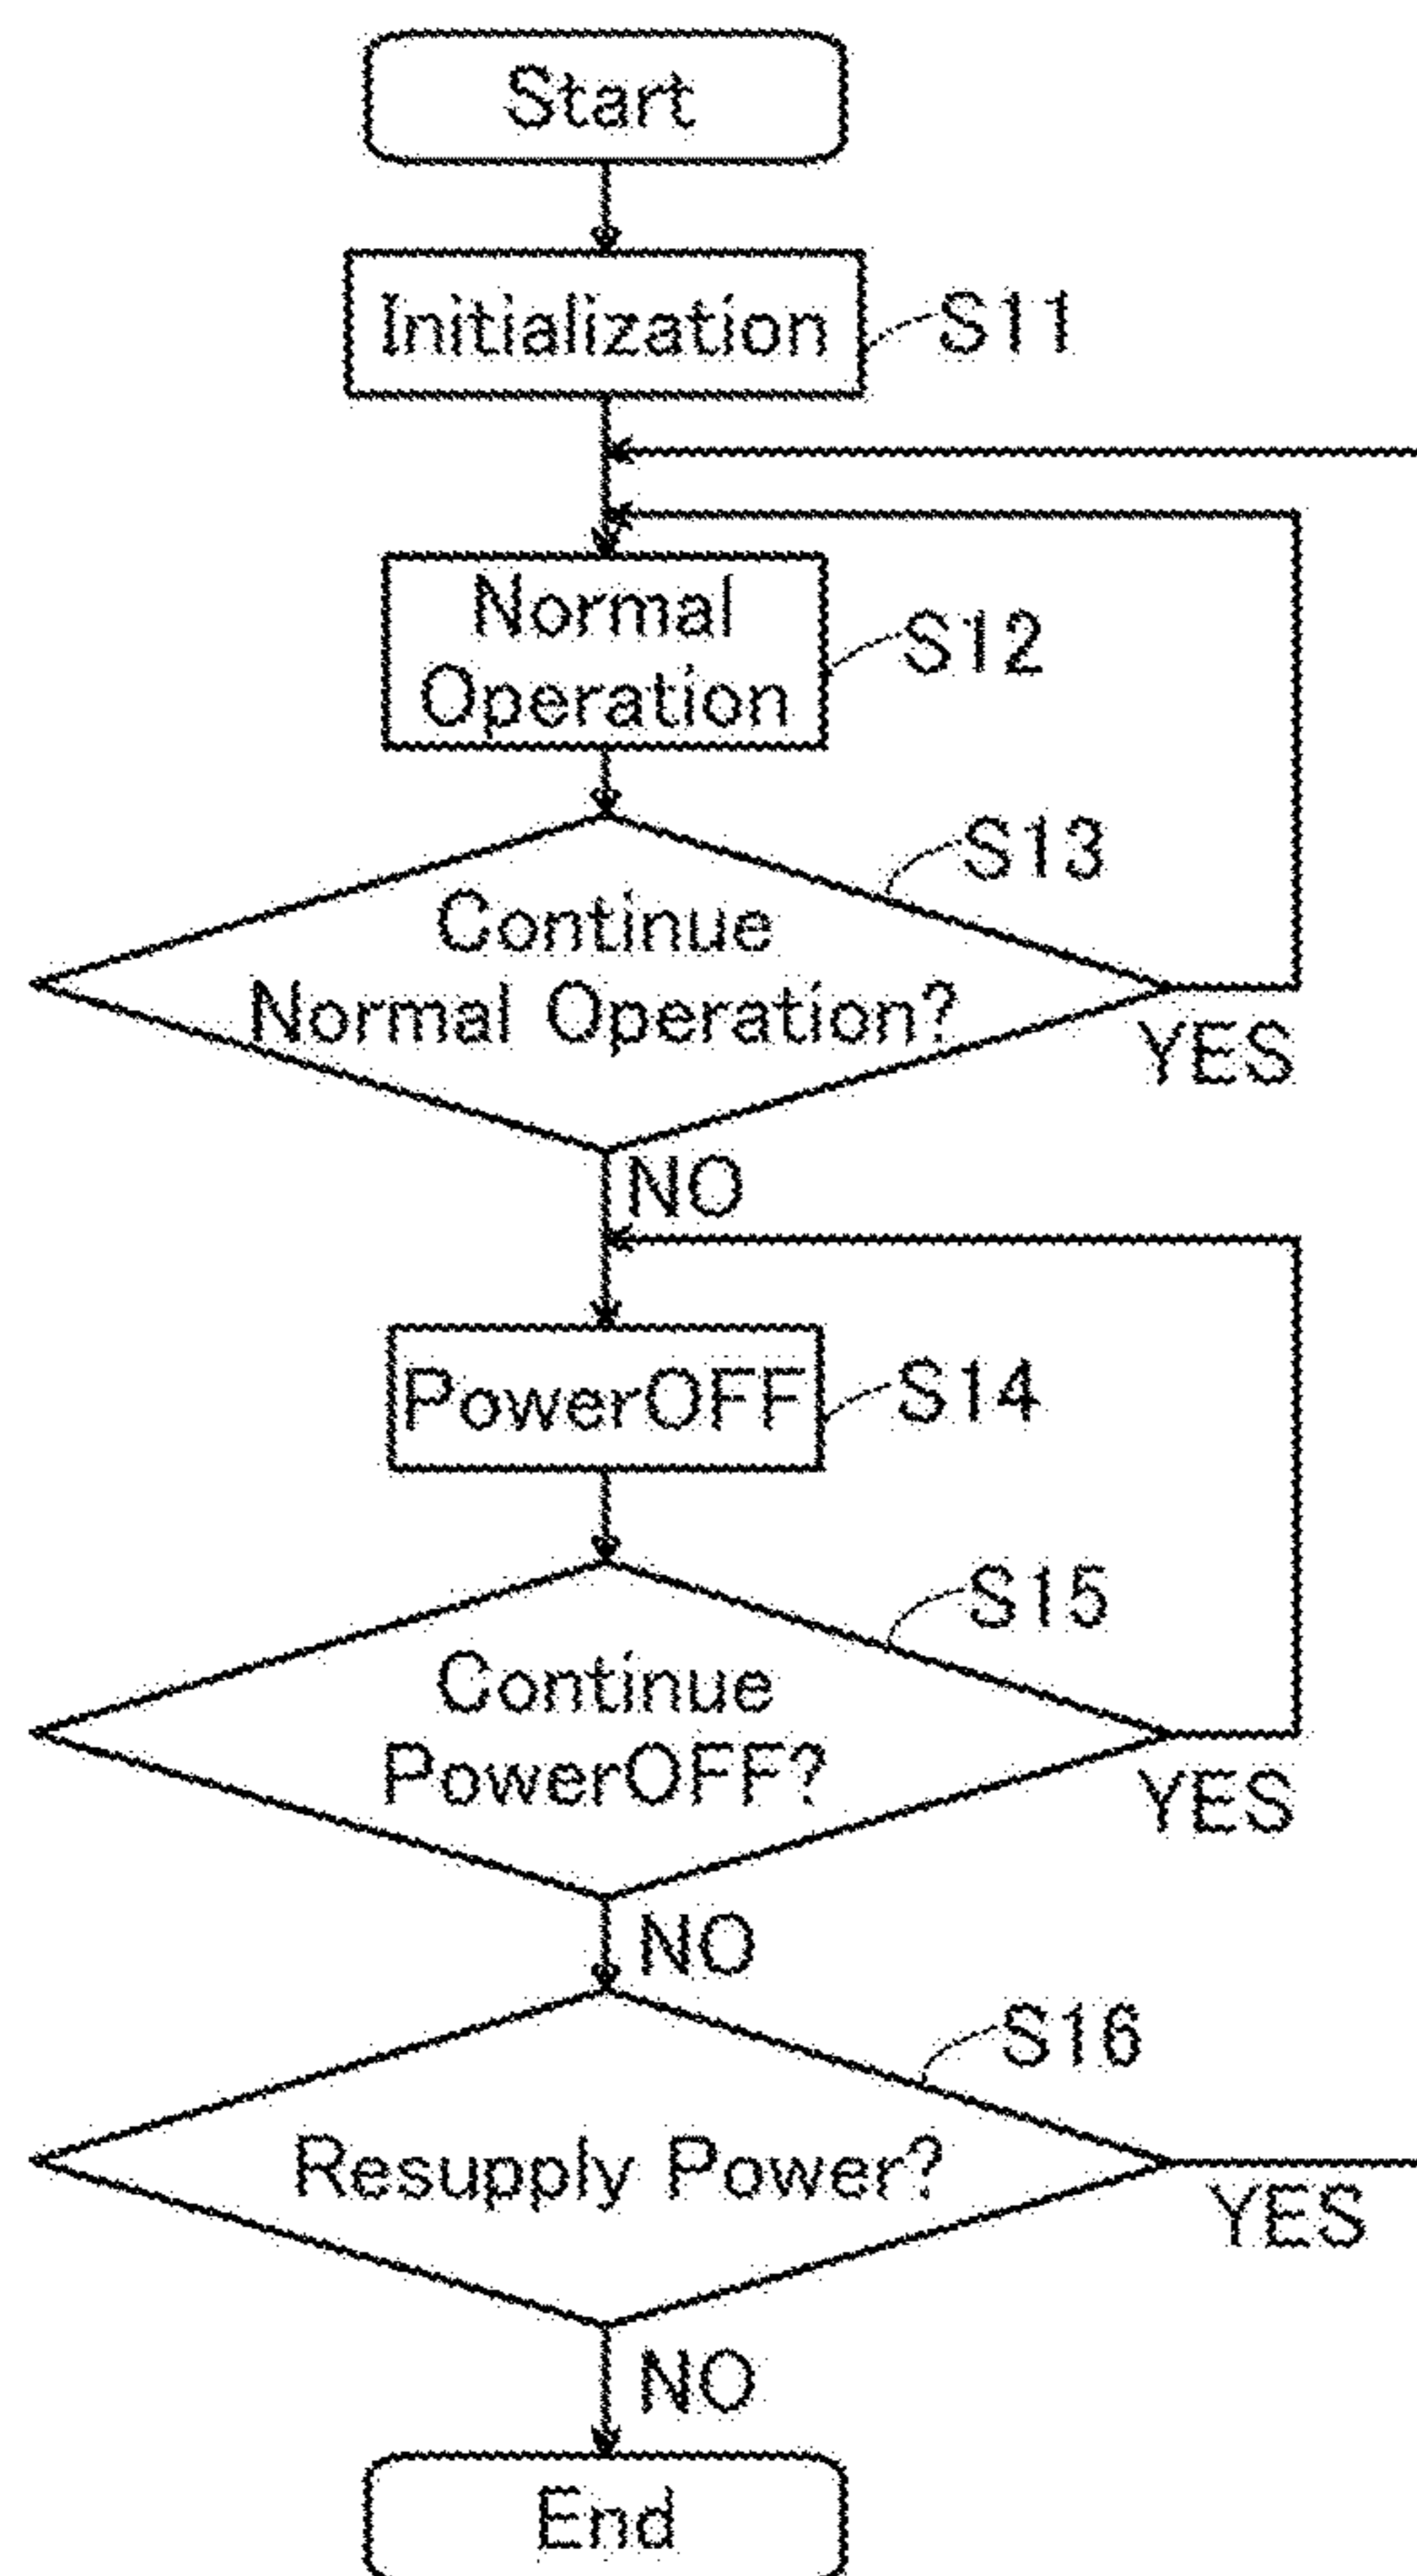 Start
Initialization
S11
Normal
Operation
S12
S13
Continue
Normal Operation?
YES
NO
PowerOFF
S14
S15
Continue
PowerOFF?
YES
NO
S16
Resupply Power?
YES
NO
End